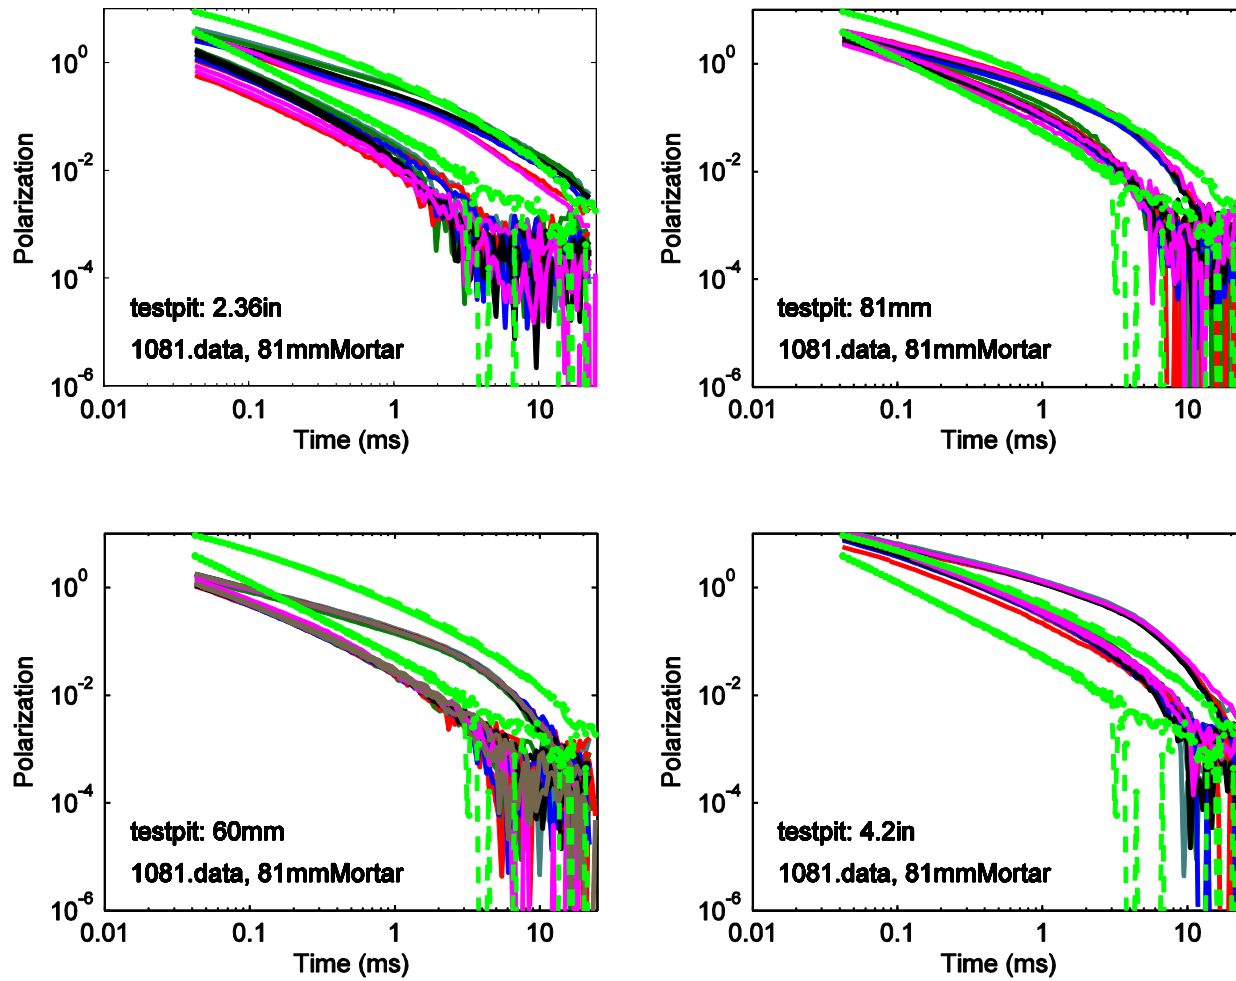 10^0
10^-2
10^-4
10^-6
Polarization
testpit: 2.36in
1081.data, 81mmMortar
0.01 0.1 1 10
Time (ms)
10^0
10^-2
10^-4
10^-6
Polarization
testpit: 81mm
1081.data, 81mmMortar
0.01 0.1 1 10
Time (ms)
10^0
10^-2
10^-4
10^-6
Polarization
testpit: 60mm
1081.data, 81mmMortar
0.01 0.1 1 10
Time (ms)
10^0
10^-2
10^-4
10^-6
Polarization
testpit: 4.2in
1081.data, 81mmMortar
0.01 0.1 1 10
Time (ms)